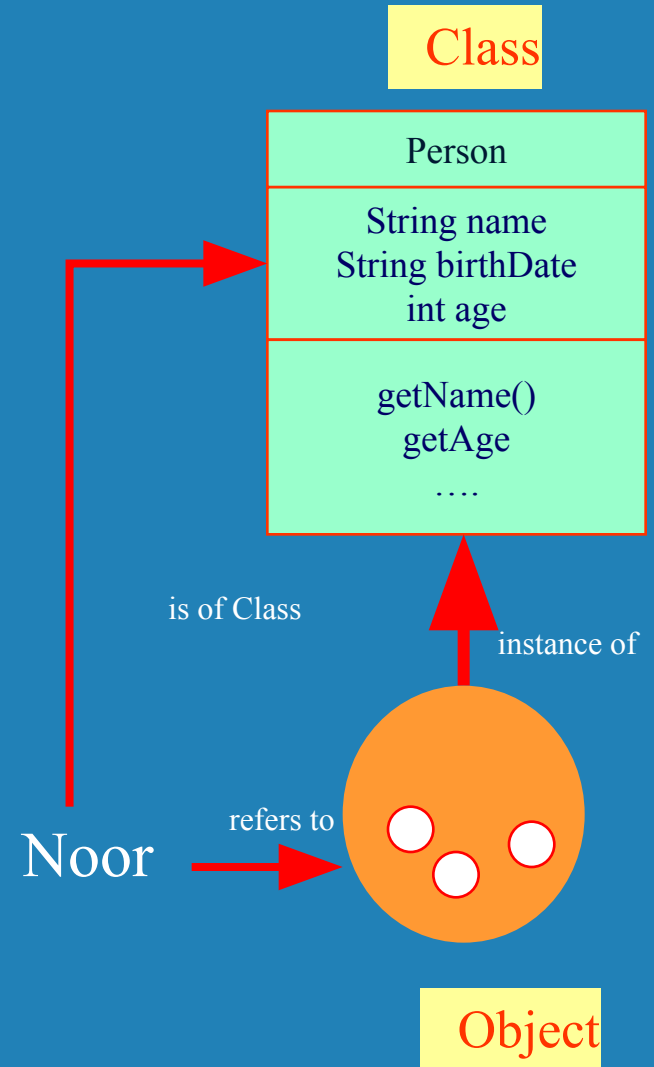 Class
Person
String name
String birthDate
int age
getName()
getAge
….
is of Class
instance of
refers to
Noor
Object